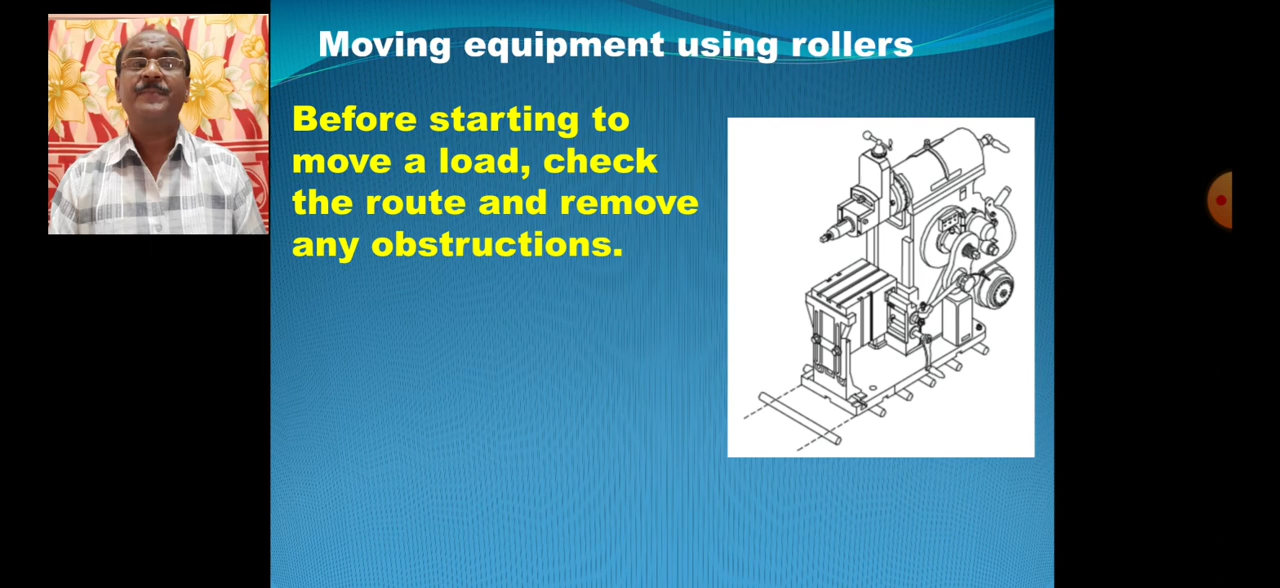 Moving equipment using rollers
Before starting to
move a load, check
the route and remove
any obstructions.